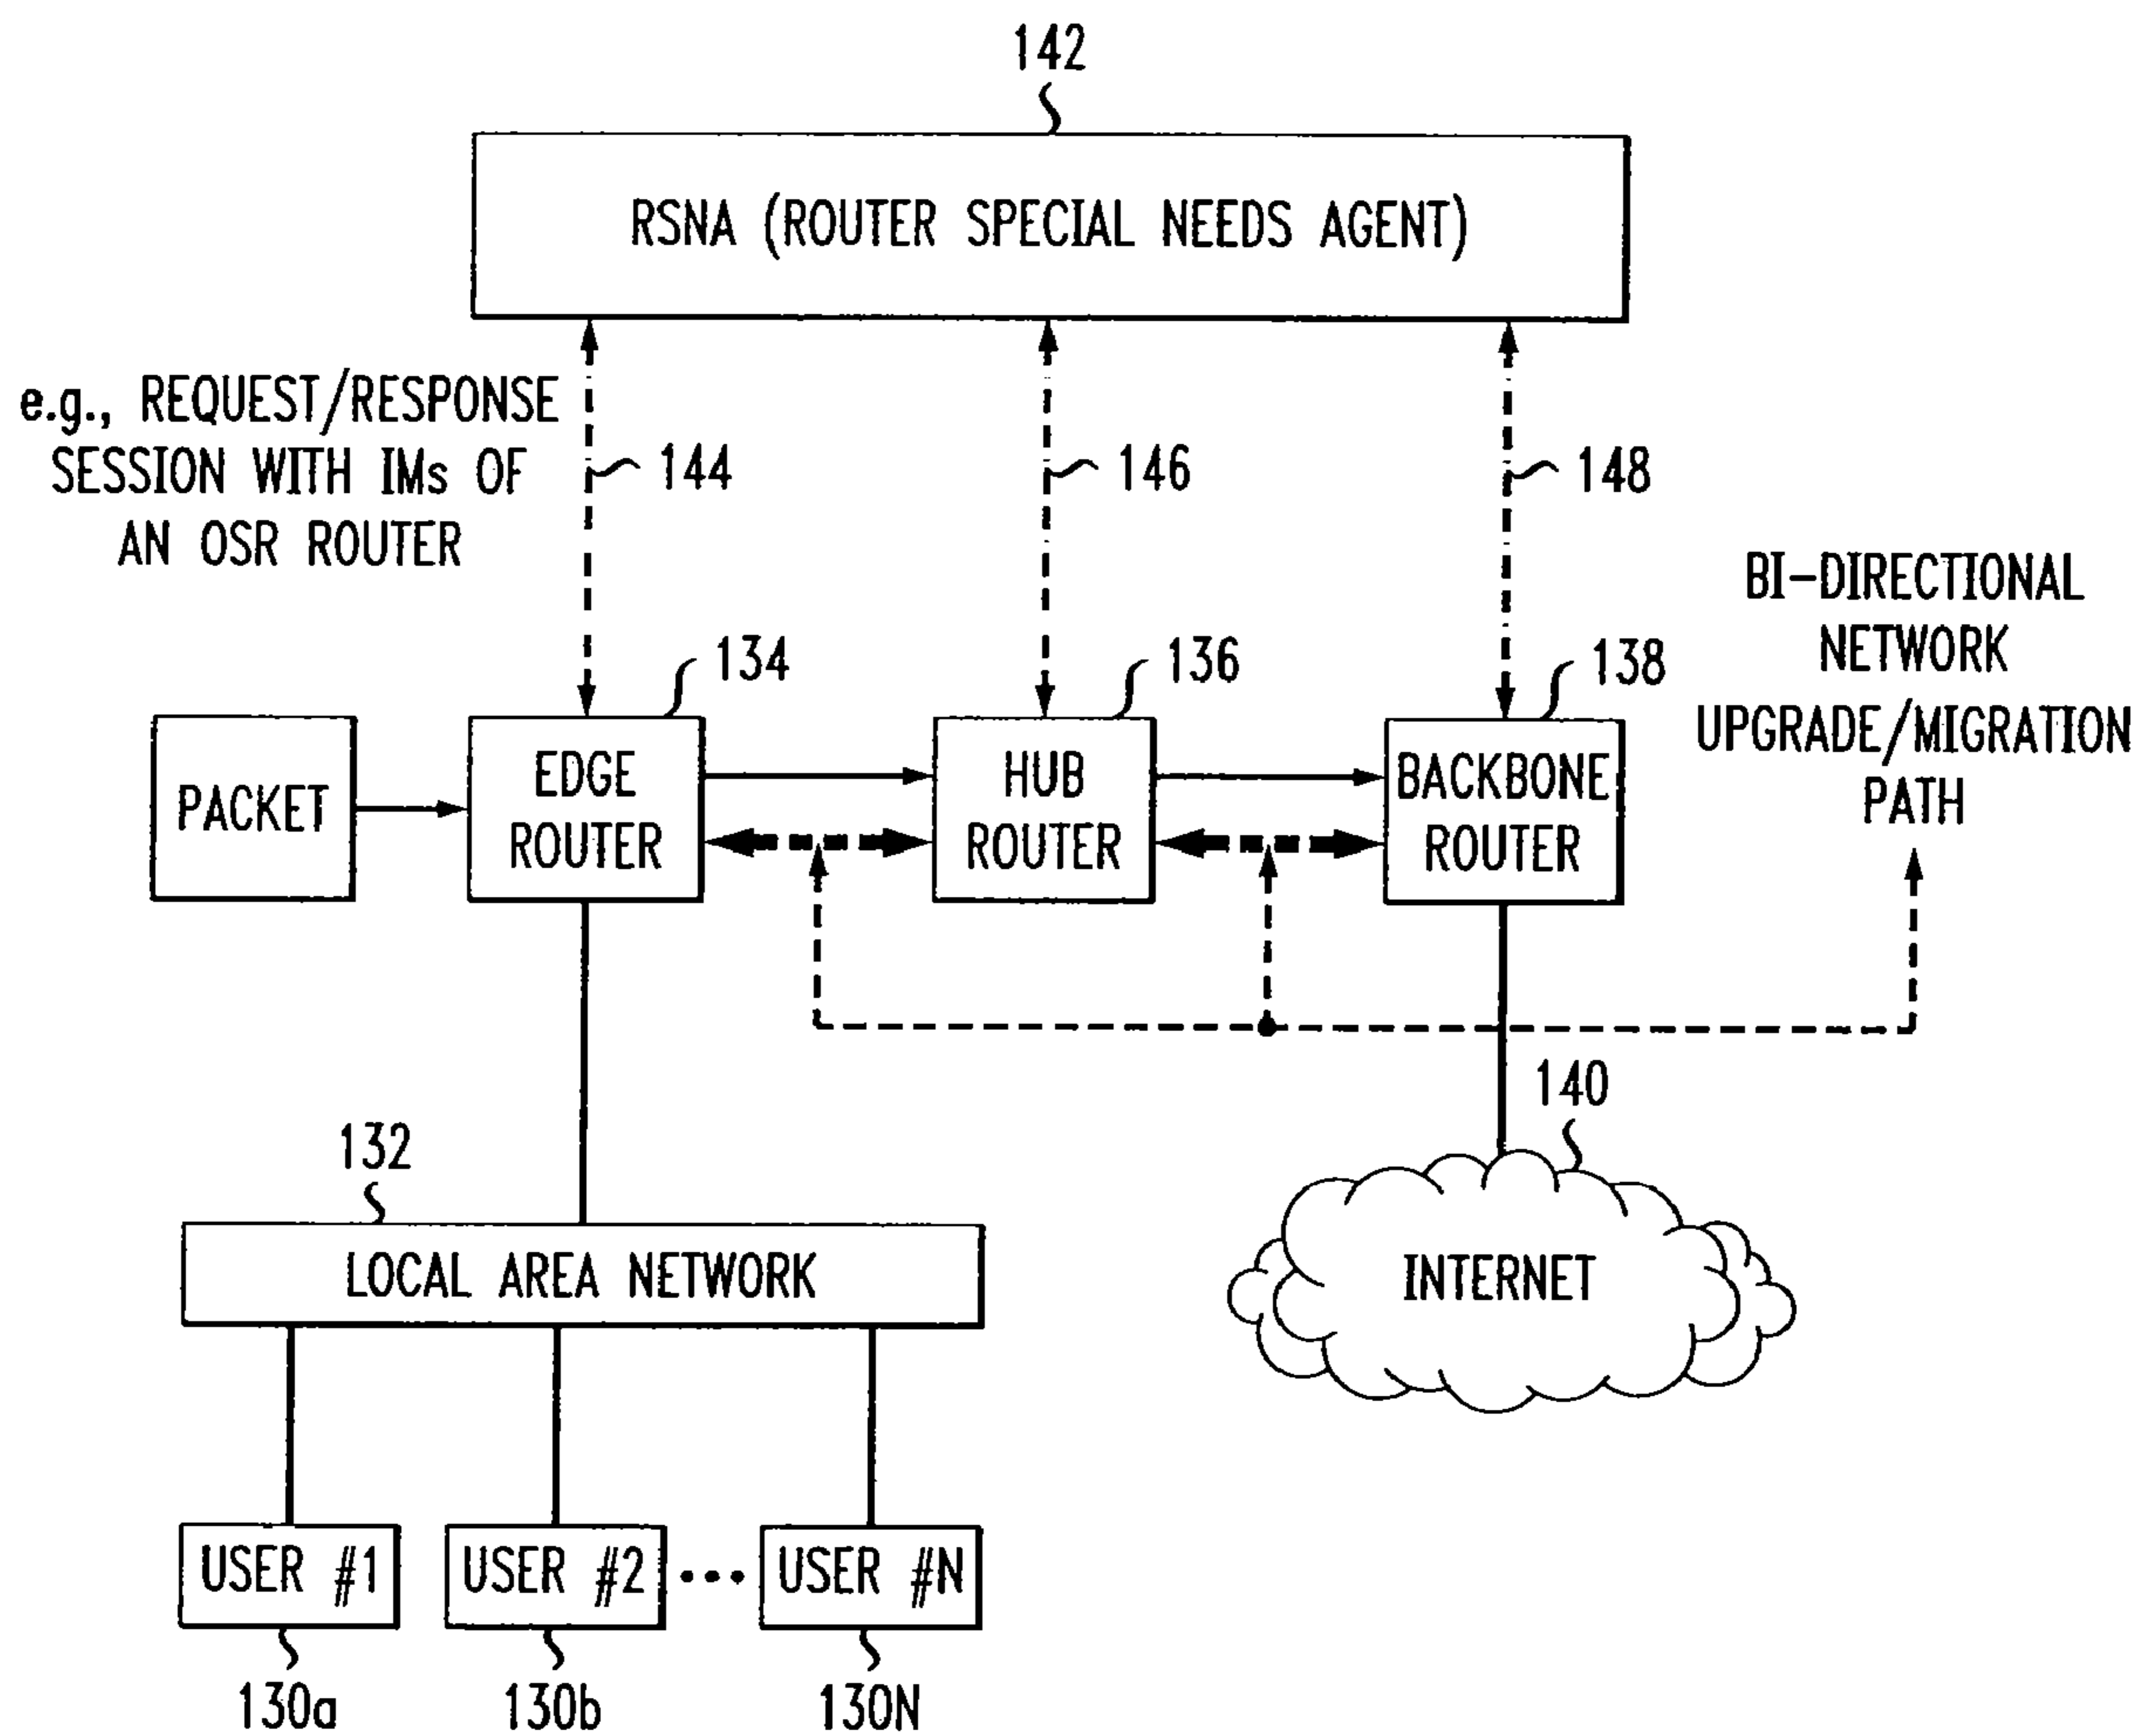 142
RSNA (ROUTER SPECIAL NEEDS AGENT)
e.g., REQUEST/RESPONSE
SESSION WITH IMs OF
AN OSR ROUTER
144
146
148
BI-DIRECTIONAL
NETWORK
UPGRADE/MIGRATION
PATH
134
136
138
PACKET
EDGE
ROUTER
HUB
ROUTER
BACKBONE
ROUTER
140
132
LOCAL AREA NETWORK
INTERNET
USER #1
USER #2
•••
USER #N
130a
130b
130N